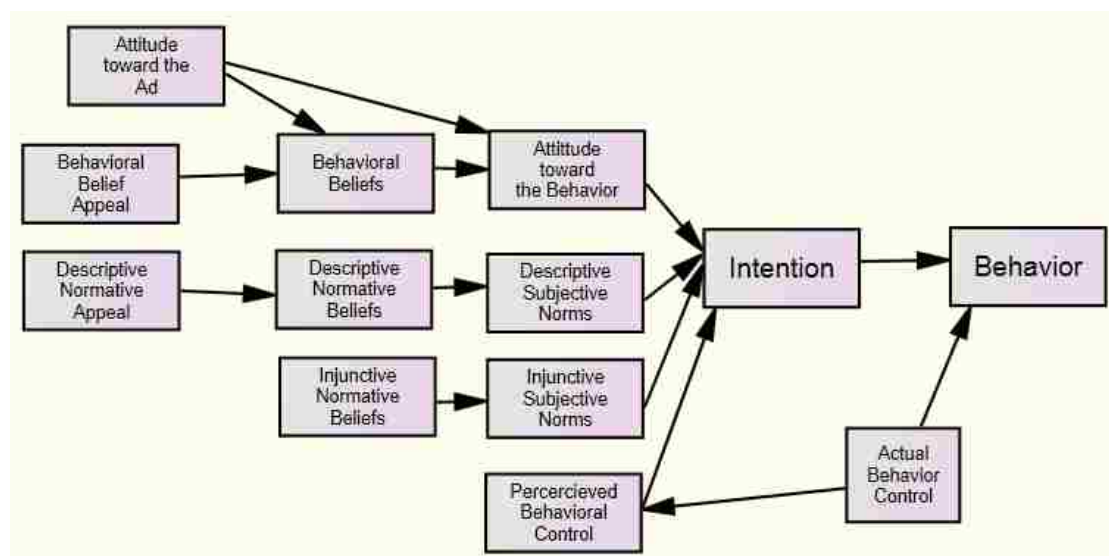 Attitude
toward the
Ad
Behavioral
Belief
Appeal
Behavioral
Beliefs
Attittude
toward
the Behavior
Descriptive
Normative
Appeal
Descriptive
Normative
Beliefs
Descriptive
Subjective
Norms
Intention
Behavior
Injunctive
Normative
Beliefs
Injunctive
Subjective
Norms
Percercieved
Behavioral
Control
Actual
Behavior
Control